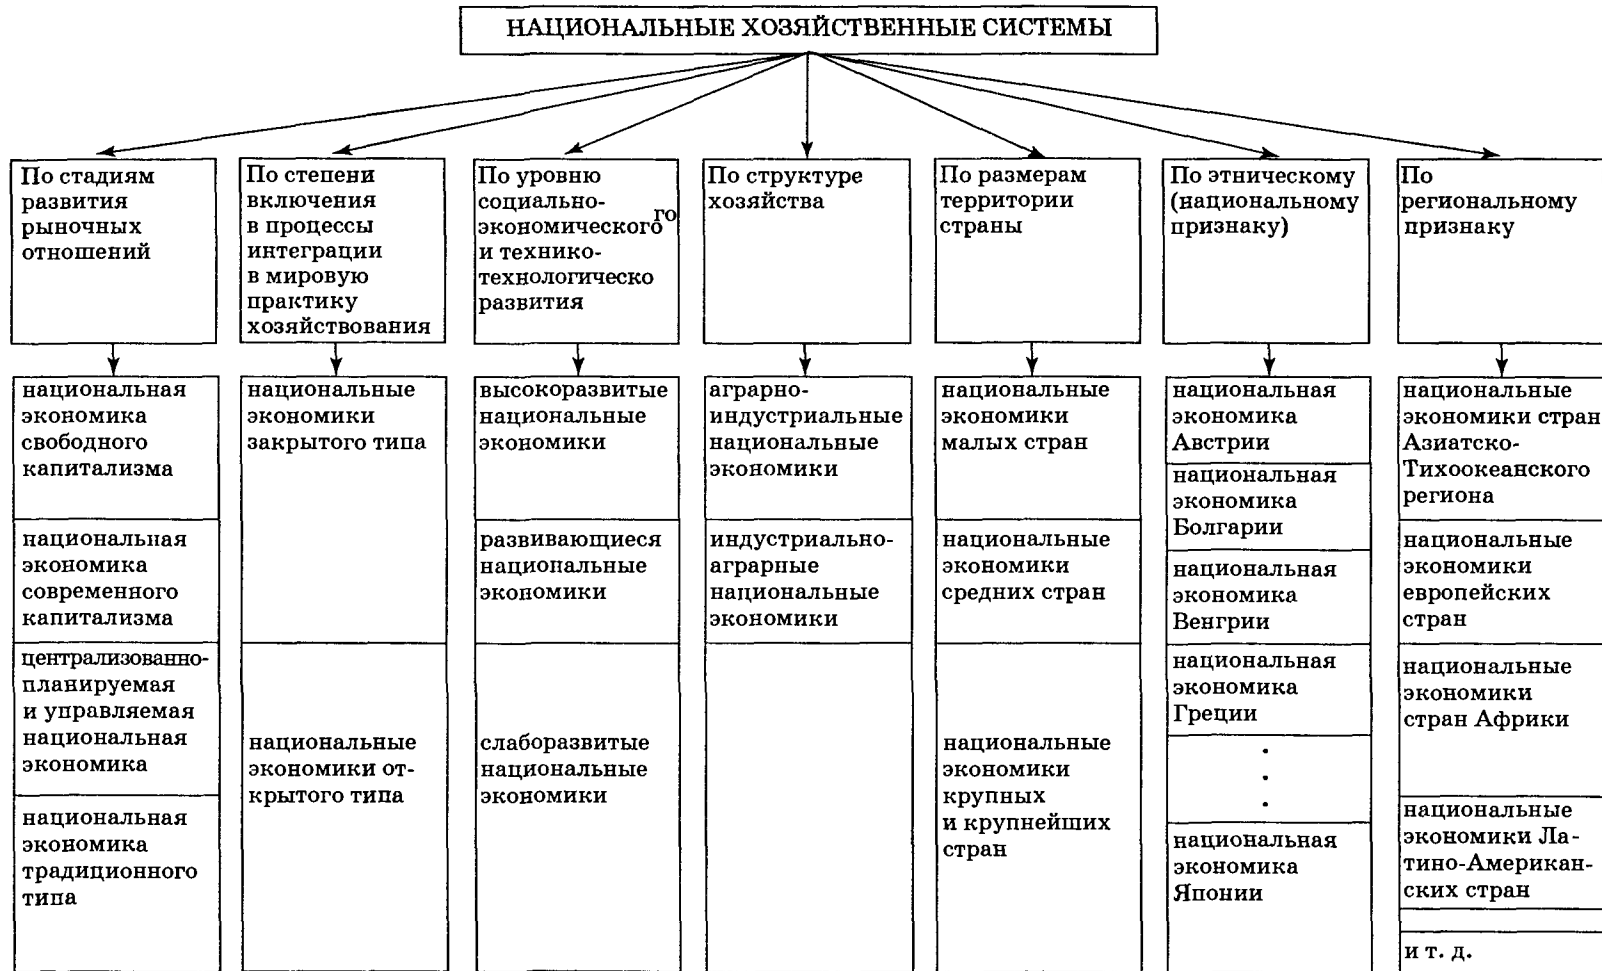 НАЦИОНАЛЬНЫЕ ХОЗЯЙСТВЕННЫЕ СИСТЕМЫ
По стадиям
развития
рыночных
отношений
национальная
экономика
свободного
капитализма
национальная
экономика
современного
капитализма
централизованно-
планируемая
и управляемая
национальная
экономика
национальная
экономика
традиционного
типа
По степени
включения
в процессы
интеграции
в мировую
практику
хозяйствования
национальные
экономики
закрытого типа
национальные
экономики от-
крытого типа
По уровню
социально-
экономического
и технико-
технологическо
го
развития
высокоразвитые
национальные
экономики
развивающиеся
национальные
экономики
слаборазвитые
национальные
экономики
По структуре
хозяйства
аграрно-
индустриальные
национальные
экономики
индустриально-
аграрные
национальные
экономики
По размерам
территории
страны
национальные
экономики
малых стран
национальные
экономики
средних стран
национальные
экономики
крупных
и крупнейших
стран
По этническому
(национальному
признаку)
национальная
экономика
Австрии
национальная
экономика
Болгарии
национальная
экономика
Венгрии
национальная
экономика
Греции
.
.
.
национальная
экономика
Японии
По
региональному
признаку
национальные
экономики стран
Азиатско-
Тихоокеанского
региона
национальные
экономики
европейских
стран
национальные
экономики
стран Африки
национальные
экономики Ла-
тино-Американ-
ских стран
и т. д.